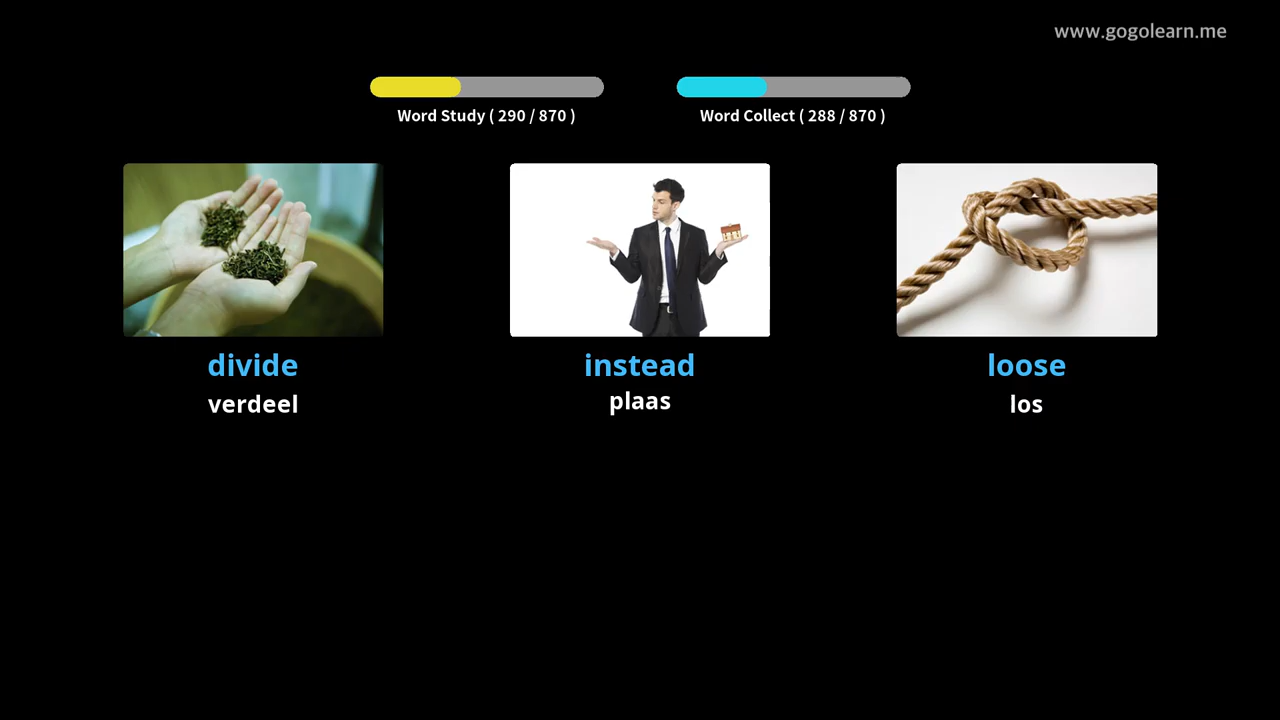 www.gogolearn.me
Word Study ( 290 / 870 )
Word Collect ( 288 / 870 )
divide
verdeel
instead
plaas
loose
los